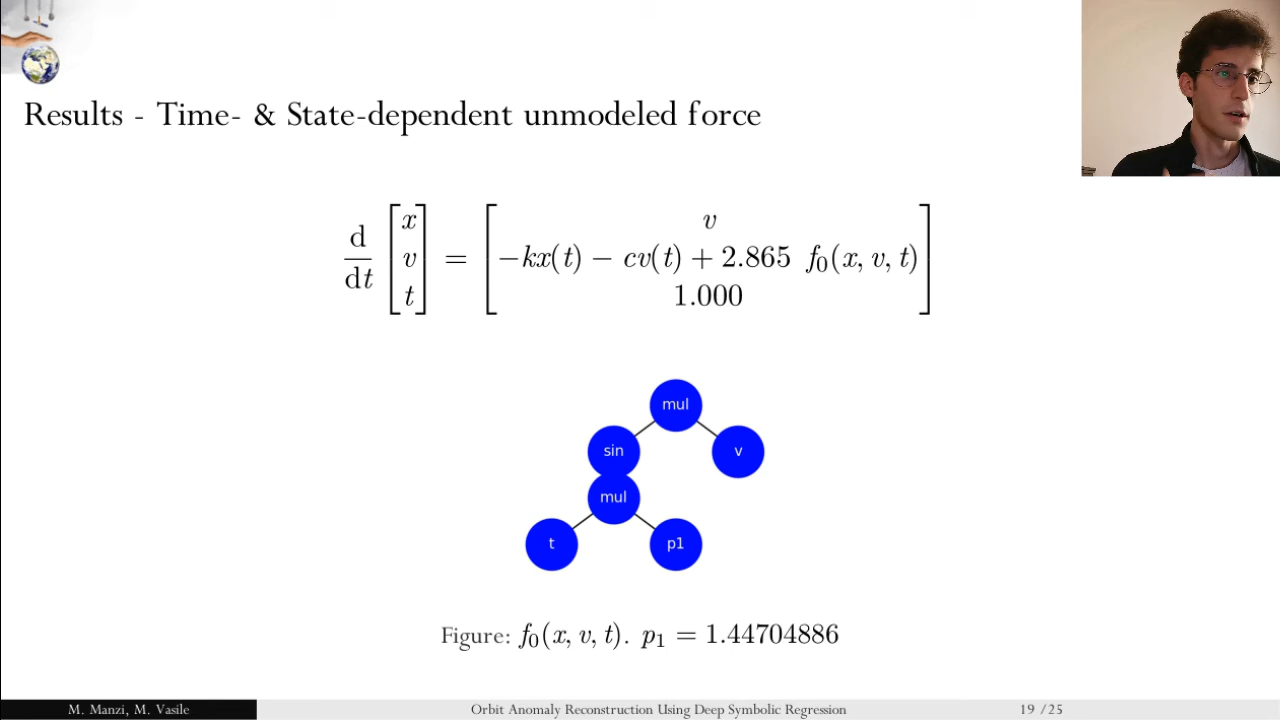 Results - Time- & State-dependent unmodeled force
d/dt [x v t] = [v
−kx(t) − cv(t) + 2.865 f₀(x, v, t)
1.000]
mul
sin
v
mul
t
p1
Figure: f₀(x, v, t). p₁ = 1.44704886
M. Manzi, M. Vasile
Orbit Anomaly Reconstruction Using Deep Symbolic Regression
19 /25